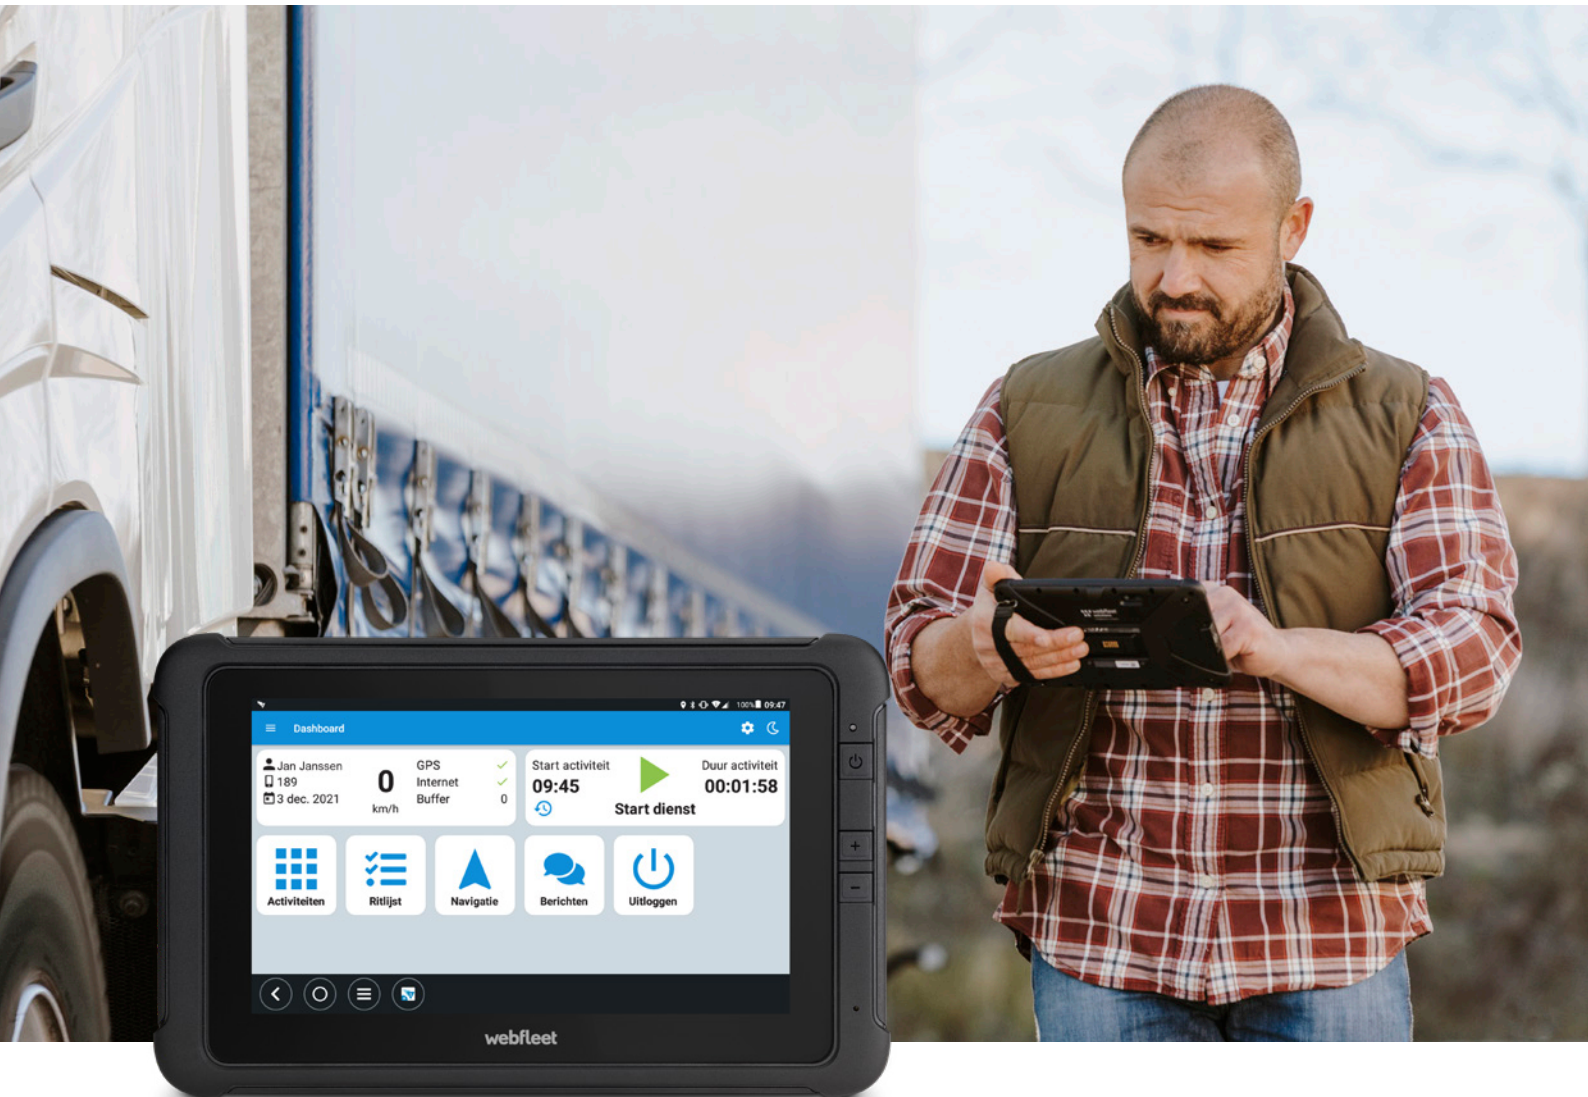 100% 09:47
Dashboard
Jan Janssen
189
3 dec. 2021
0
km/h
GPS
Internet
Buffer 0
Start activiteit
09:45
Duur activiteit
00:01:58
Start dienst
Activiteiten
Ritlijst
Navigatie
Berichten
Uitloggen
webfleet
webfleet